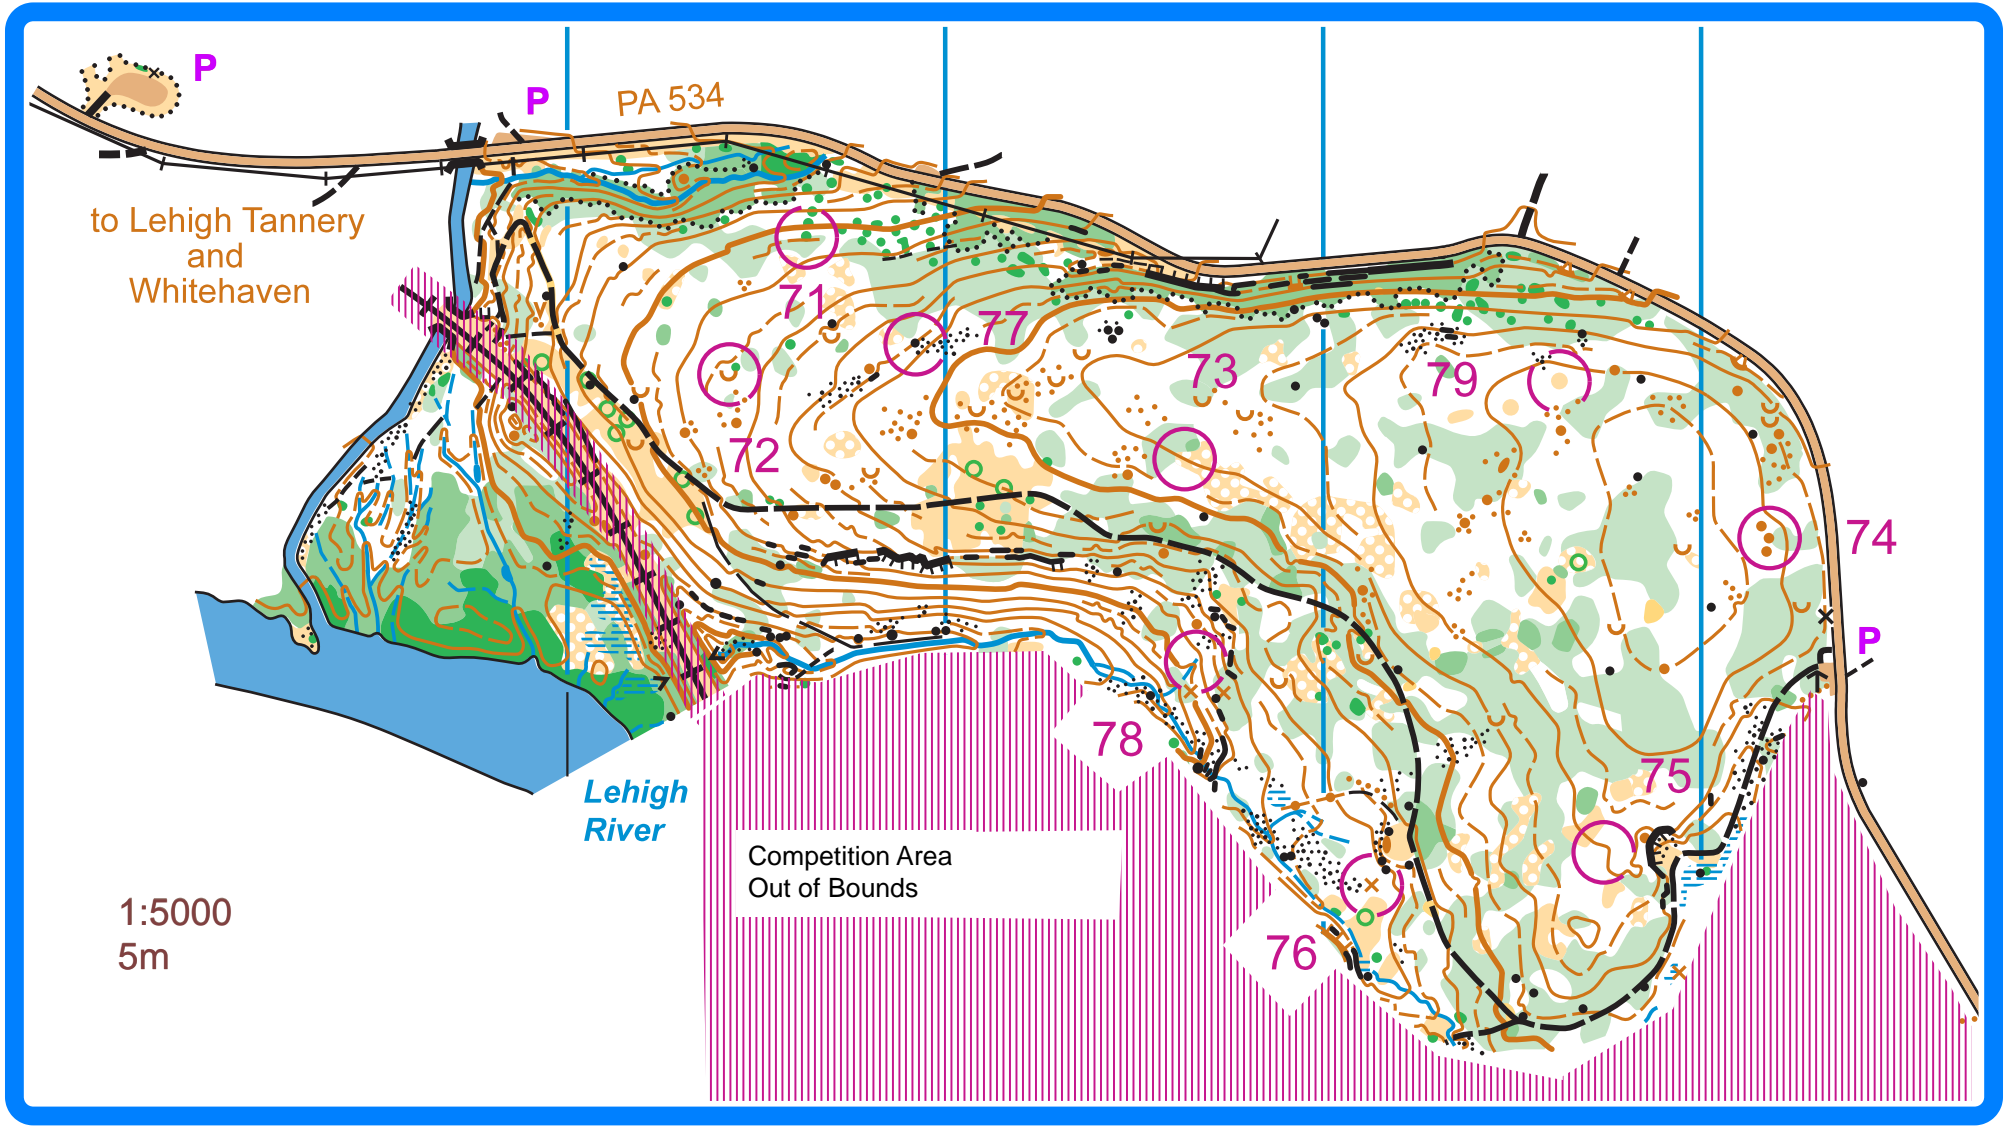 P
P
PA 534
to Lehigh Tannery
and
Whitehaven
71
77
73
79
72
74
P
78
75
Lehigh
River
Competition Area
Out of Bounds
76
1:5000
5m